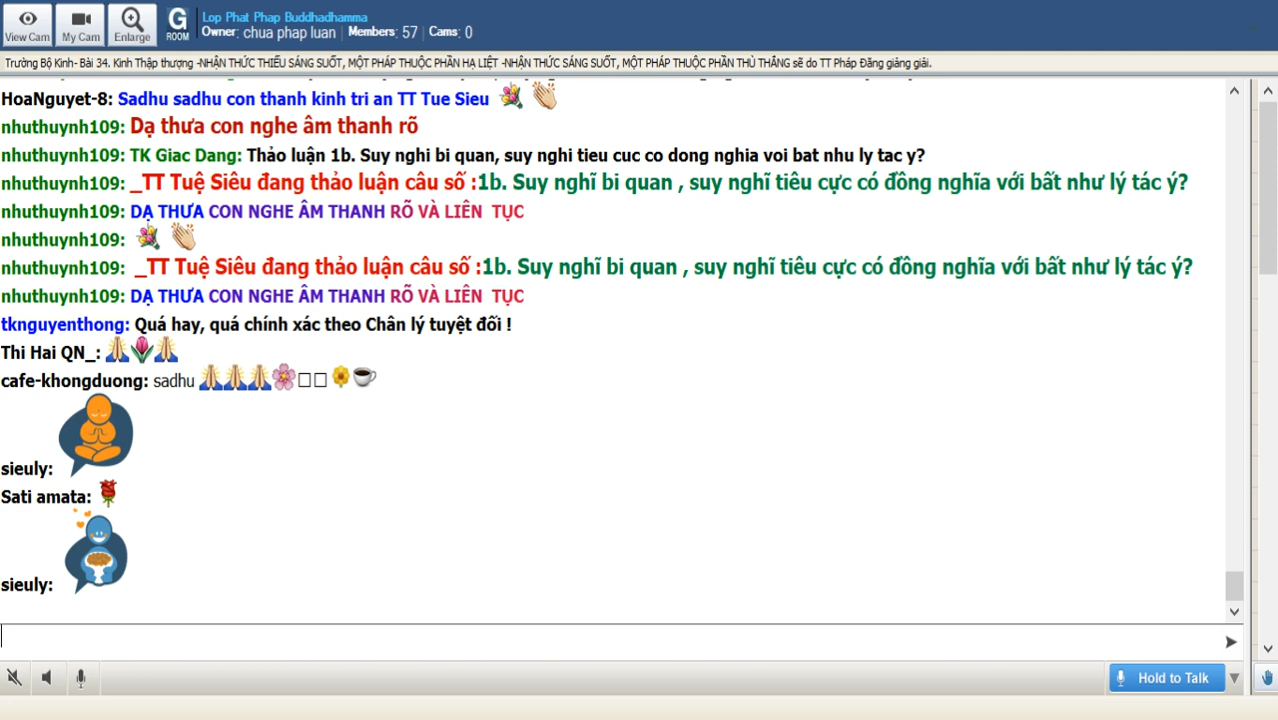 View Cam
My Cam
Enlarge
G
ROOM
Lop Phat Phap Buddhadhamma
Owner: chua phap luan | Members: 57 | Cams: 0
Trường Bộ Kinh- Bài 34. Kinh Thập thượng -NHẬN THỨC THIẾU SÁNG SUỐT, MỘT PHÁP THUỘC PHẦN HẠ LIỆT -NHẬN THỨC SÁNG SUỐT, MỘT PHÁP THUỘC PHẦN THÙ THẮNG sẽ do TT Pháp Đăng giảng giải.
HoaNguyet-8: Sadhu sadhu con thanh kinh tri an TT Tue Sieu 💐 👏
nhuthuynh109: Dạ thưa con nghe âm thanh rõ
nhuthuynh109: TK Giac Dang: Thảo luận 1b. Suy nghi bi quan, suy nghi tieu cuc co dong nghia voi bat nhu ly tac y?
nhuthuynh109: _TT Tuệ Siêu đang thảo luận câu số :1b. Suy nghĩ bi quan , suy nghĩ tiêu cực có đồng nghĩa với bất như lý tác ý?
nhuthuynh109: DẠ THƯA CON NGHE ÂM THANH RÕ VÀ LIÊN TỤC
nhuthuynh109: 💐 👏
nhuthuynh109: _TT Tuệ Siêu đang thảo luận câu số :1b. Suy nghĩ bi quan , suy nghĩ tiêu cực có đồng nghĩa với bất như lý tác ý?
nhuthuynh109: DẠ THƯA CON NGHE ÂM THANH RÕ VÀ LIÊN TỤC
tknguyenthong: Quá hay, quá chính xác theo Chân lý tuyệt đối !
Thi Hai QN_: 🙏🌷🙏
cafe-khongduong: sadhu 🙏🙏🙏🌸□□ 🌼☕
sieuly:
Sati amata: 🌹
sieuly:
Hold to Talk